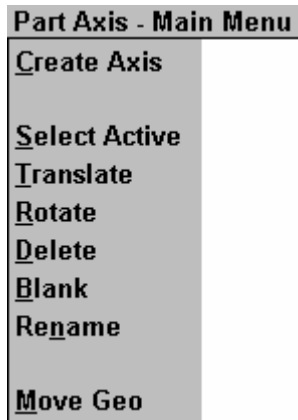 Part Axis - Main Menu
Create Axis
Select Active
Translate
Rotate
Delete
Blank
Rename
Move Geo